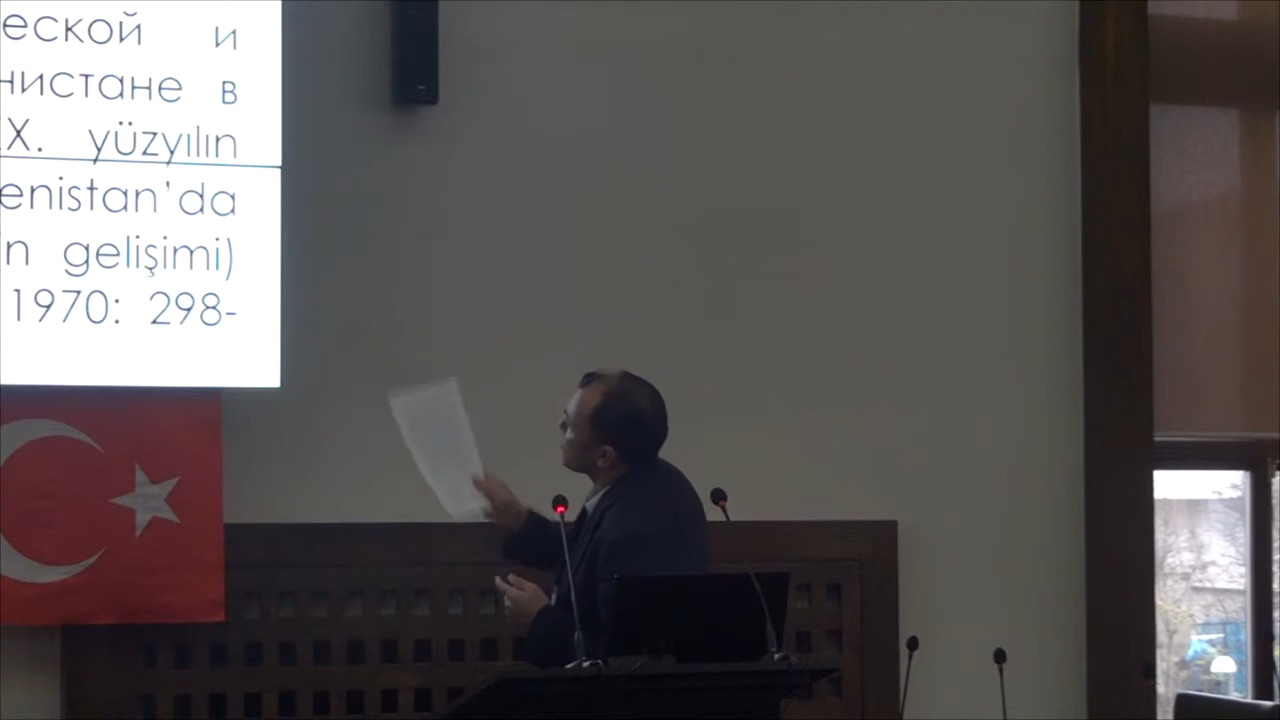 еской и
нистане в
X. yüzyılın
enistan'da
n gelişimi)
1970: 298-